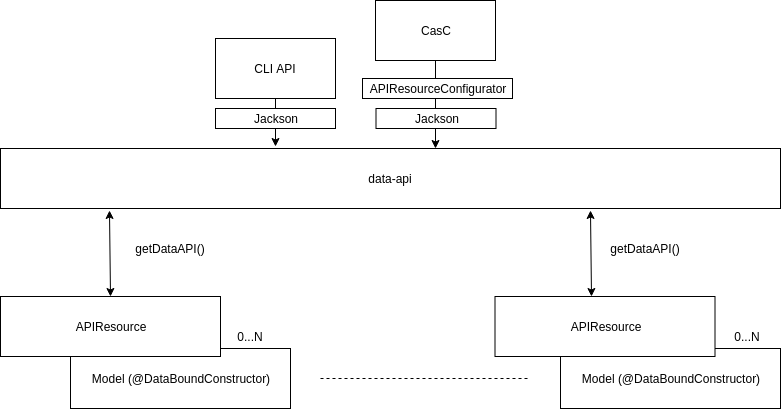 CasC
CLI API
APIResourceConfigurator
Jackson
Jackson
data-api
getDataAPI()
getDataAPI()
APIResource
APIResource
0...N
0...N
Model (@DataBoundConstructor)
Model (@DataBoundConstructor)